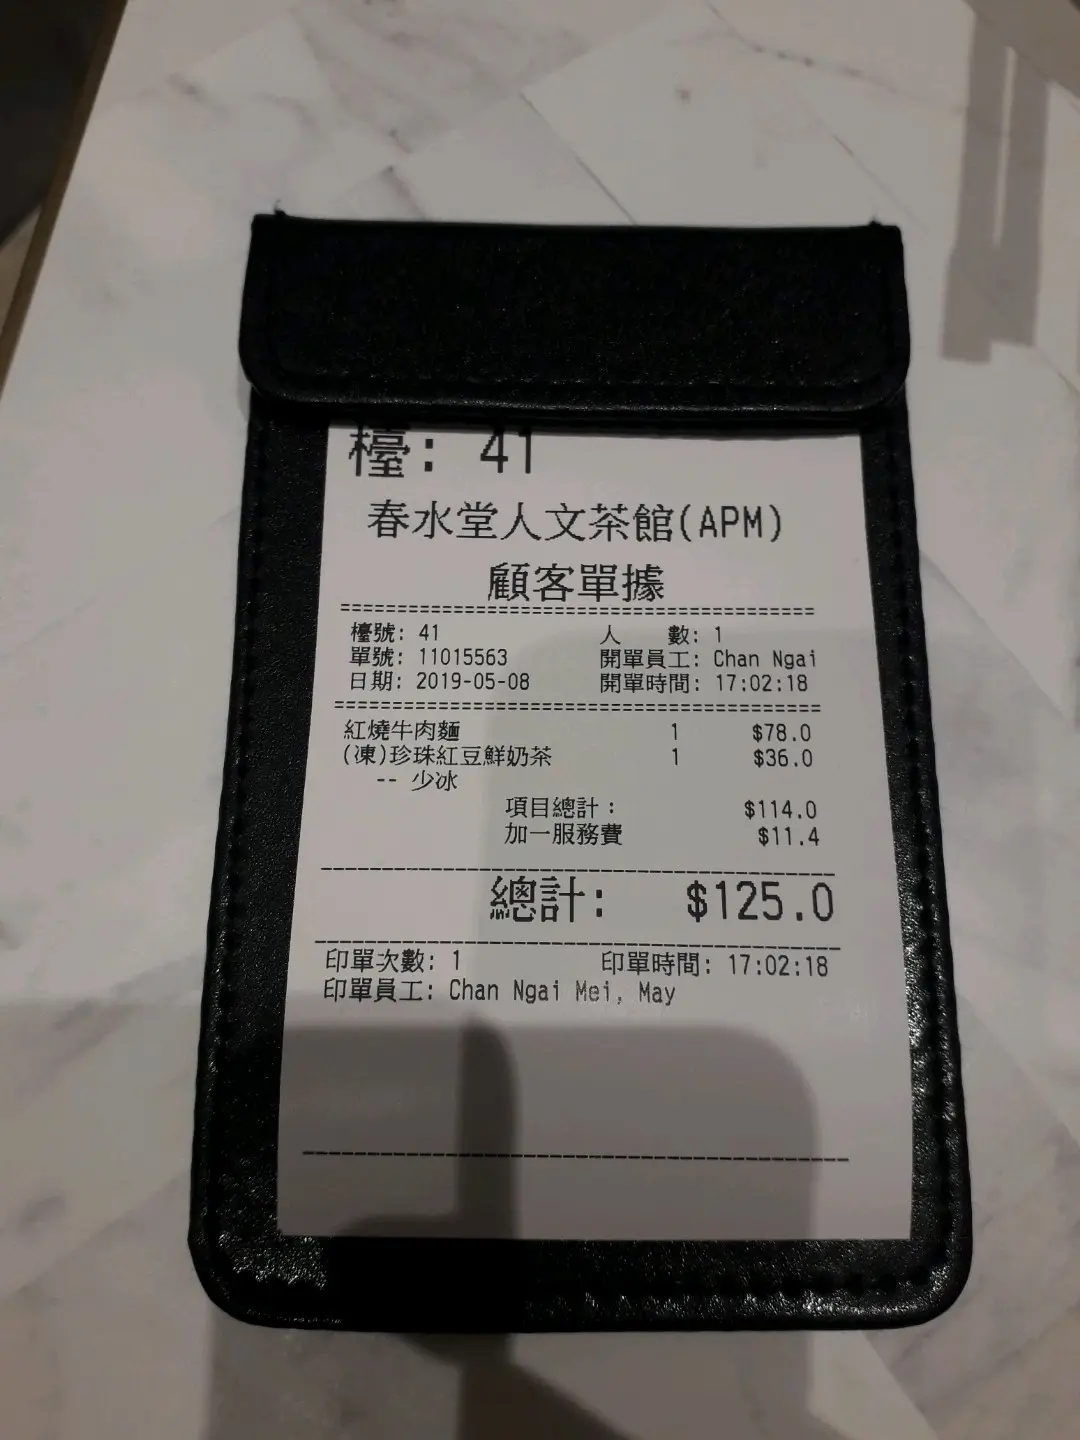 檯: 41
春水堂人文茶館(APM)
顧客單據
檯號: 41 人 數: 1
單號: 11015563 開單員工: Chan Ngai
日期: 2019-05-08 開單時間: 17:02:18
紅燒牛肉麵 1 $78.0
(凍)珍珠紅豆鮮奶茶 1 $36.0
-- 少冰
項目總計: $114.0
加一服務費 $11.4
總計: $125.0
印單次數: 1 印單時間: 17:02:18
印單員工: Chan Ngai Mei, May